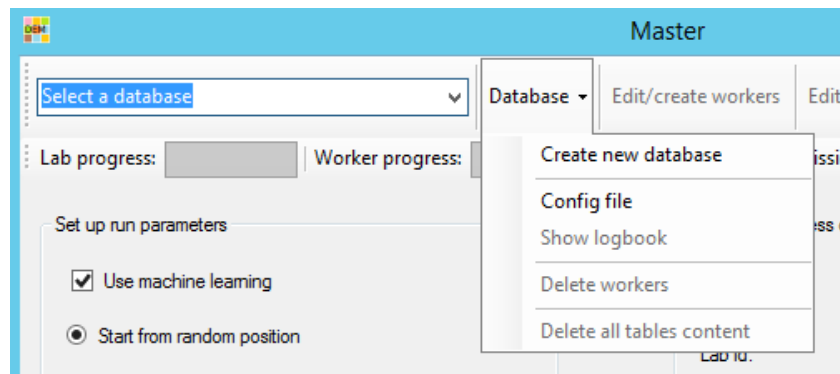 OEM
Master
Select a database
Database
Edit/create workers
Edit
Lab progress:
Worker progress:
Create new database
Config file
Show logbook
Delete workers
Delete all tables content
Set up run parameters
Use machine learning
Start from random position
Lab id: